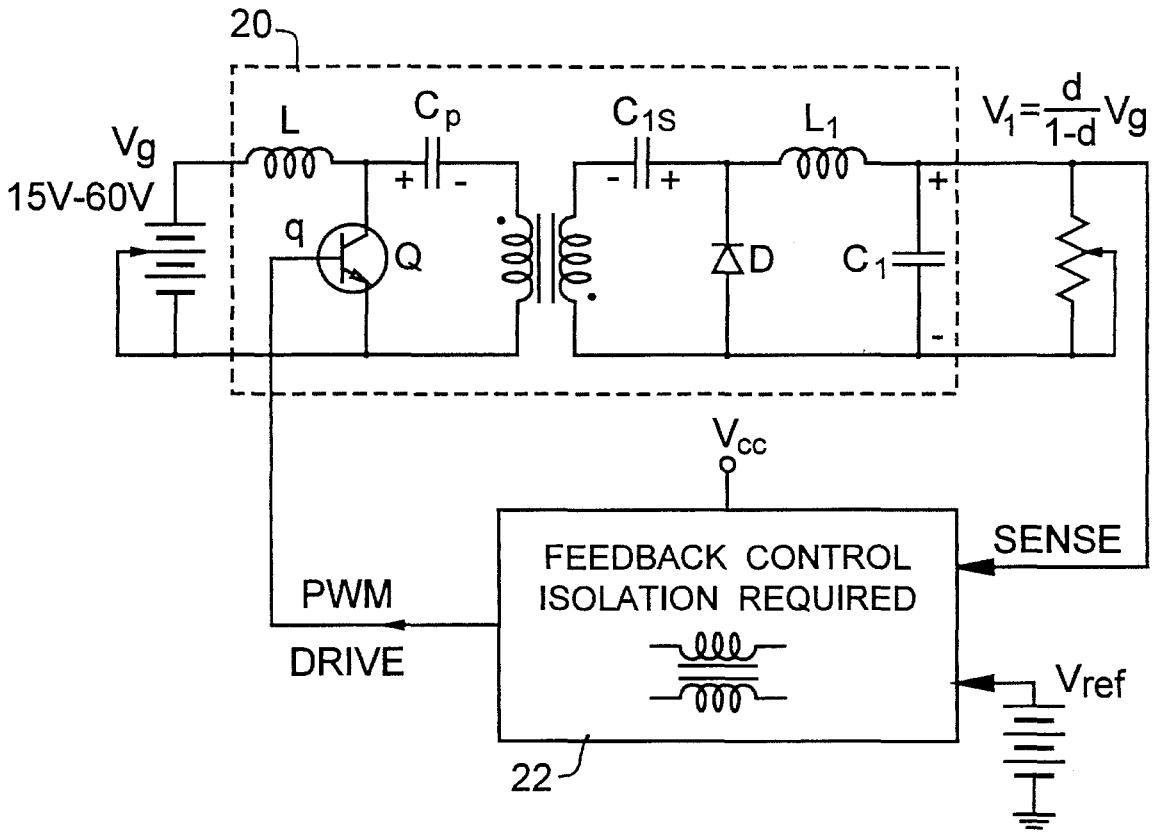 20
L
Cp
C1S
L1
V1 = d/1-d Vg
Vg
15V-60V
+ -
- +
+
q
Q
D
C1
-
Vcc
FEEDBACK CONTROL
ISOLATION REQUIRED
SENSE
PWM
DRIVE
Vref
22